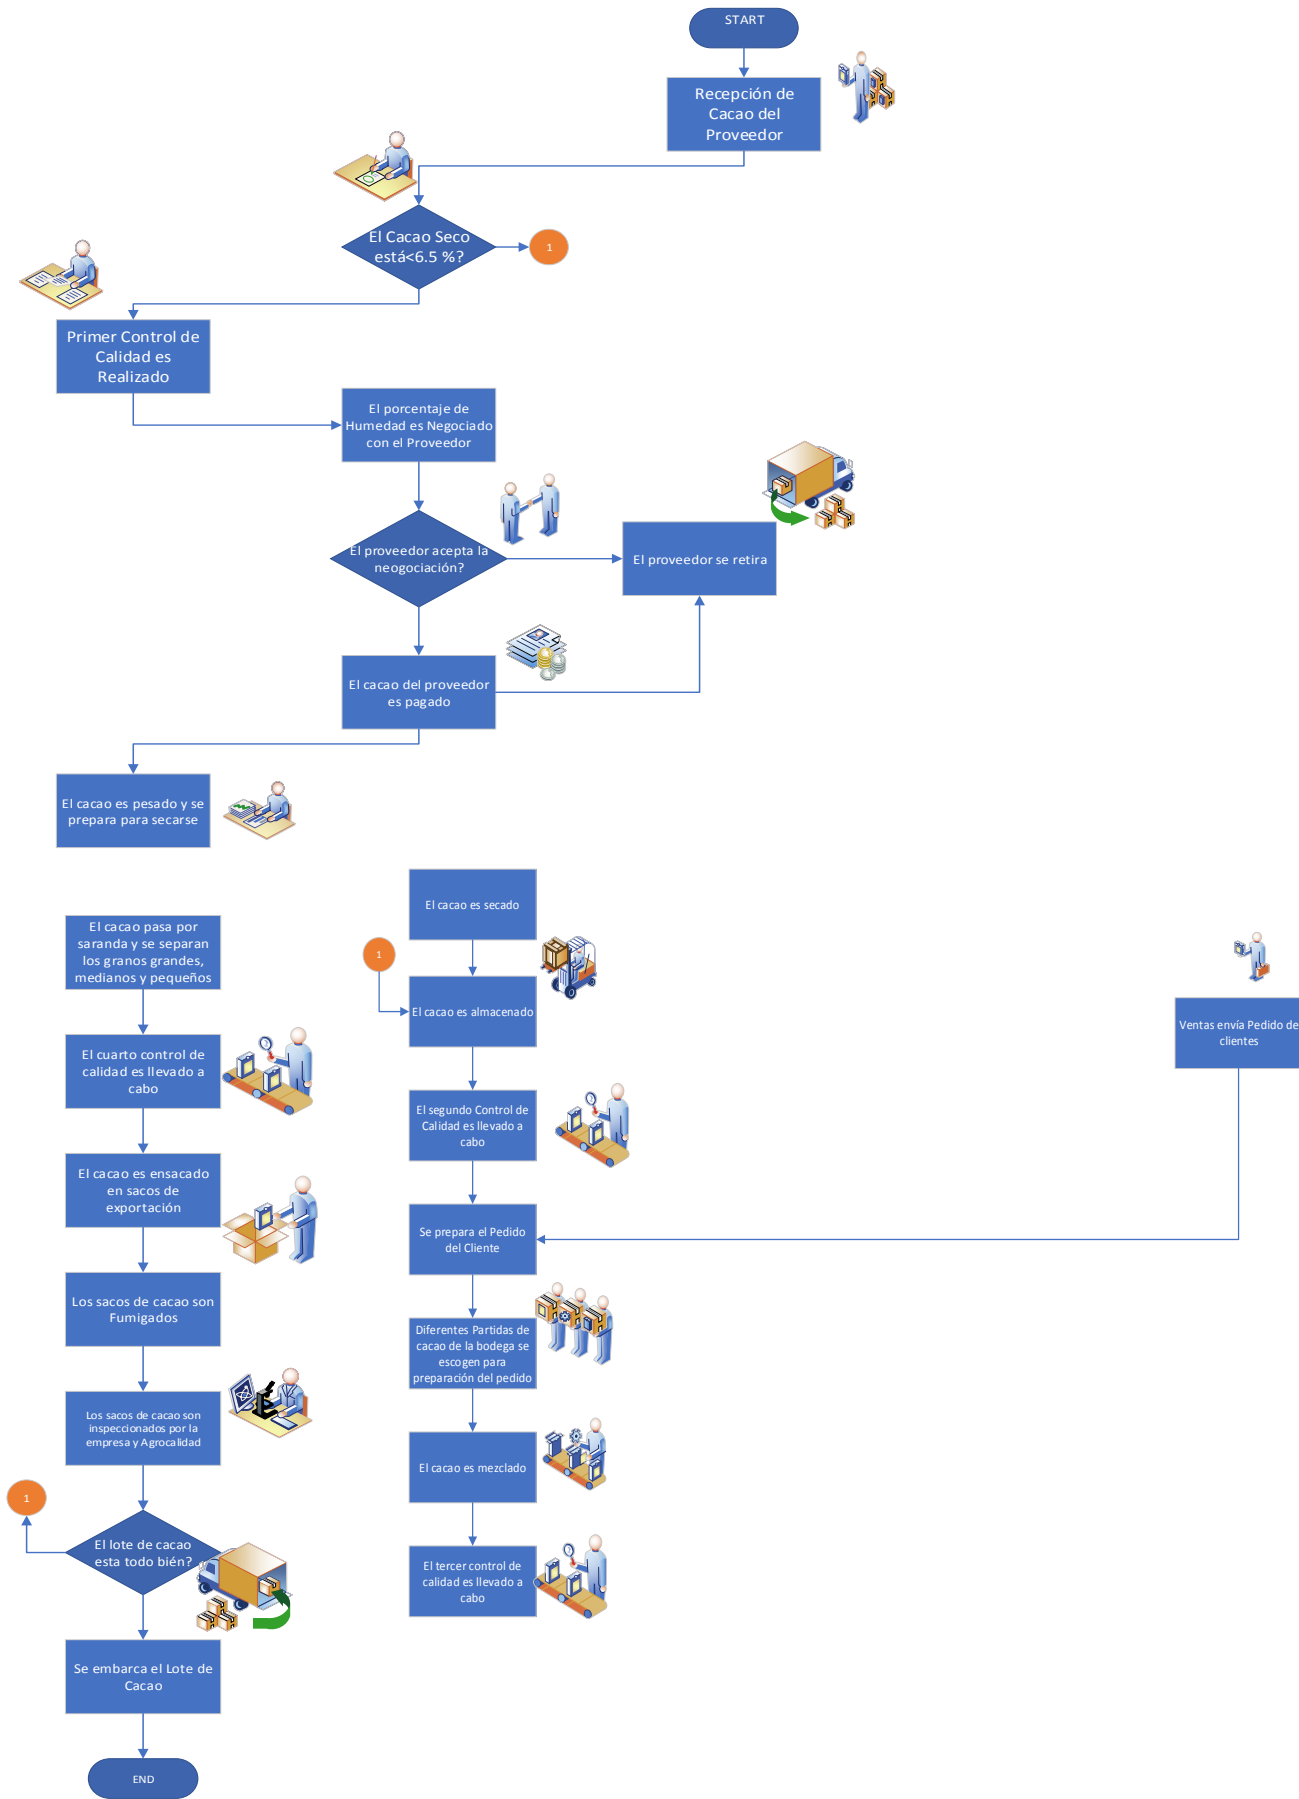 START
Recepción de
Cacao del
Proveedor
El Cacao Seco
está<6.5 %?
1
Primer Control de
Calidad es
Realizado
El porcentaje de
Humedad es Negociado
con el Proveedor
El proveedor acepta la
neogociación?
El proveedor se retira
El cacao del proveedor
es pagado
El cacao es pesado y se
prepara para secarse
El cacao pasa por
saranda y se separan
los granos grandes,
medianos y pequeños
El cuarto control de
calidad es llevado a
cabo
El cacao es ensacado
en sacos de
exportación
Los sacos de cacao son
Fumigados
Los sacos de cacao son
inspeccionados por la
empresa y Agrocalidad
1
El lote de cacao
esta todo bién?
Se embarca el Lote de
Cacao
END
El cacao es secado
1
El cacao es almacenado
El segundo Control de
Calidad es llevado a
cabo
Se prepara el Pedido
del Cliente
Diferentes Partidas de
cacao de la bodega se
escogen para
preparación del pedido
El cacao es mezclado
El tercer control de
calidad es llevado a
cabo
Ventas envía Pedido de
clientes